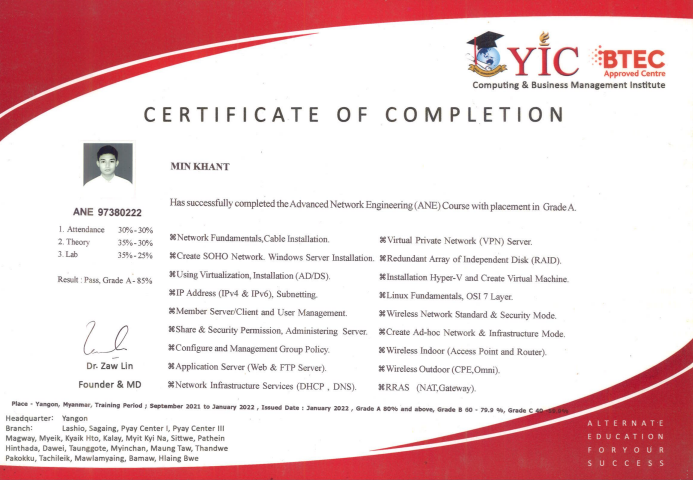 YIC
BTEC
Approved Centre
Computing & Business Management Institute
CERTIFICATE OF COMPLETION
MIN KHANT
Has successfully completed the Advanced Network Engineering (ANE) Course with placement in Grade A.
ANE 97380222
1. Attendance 30%-30%
2. Theory 35%-30%
3. Lab 35%-25%
Result : Pass, Grade A - 85%
⌘Network Fundamentals,Cable Installation.
⌘Create SOHO Network. Windows Server Installation.
⌘Using Virtualization, Installation (AD/DS).
⌘IP Address (IPv4 & IPv6), Subnetting.
⌘Member Server/Client and User Management.
⌘Share & Security Permission, Administering Server.
⌘Configure and Management Group Policy.
⌘Application Server (Web & FTP Server).
⌘Network Infrastructure Services (DHCP , DNS).
⌘Virtual Private Network (VPN) Server.
⌘Redundant Array of Independent Disk (RAID).
⌘Installation Hyper-V and Create Virtual Machine.
⌘Linux Fundamentals, OSI 7 Layer.
⌘Wireless Network Standard & Security Mode.
⌘Create Ad-hoc Network & Infrastructure Mode.
⌘Wireless Indoor (Access Point and Router).
⌘Wireless Outdoor (CPE,Omni).
⌘RRAS (NAT,Gateway).
Dr. Zaw Lin
Founder & MD
Place - Yangon, Myanmar, Training Period ; September 2021 to January 2022 , Issued Date : January 2022 , Grade A 80% and above, Grade B 60 - 79.9 %, Grade C 40
Headquarter: Yangon
Branch: Lashio, Sagaing, Pyay Center I, Pyay Center III
Magway, Myeik, Kyaik Hto, Kalay, Myit Kyi Na, Sittwe, Pathein
Hinthada, Dawei, Taunggote, Myinchan, Maung Taw, Thandwe
Pakokku, Tachileik, Mawlamyaing, Bamaw, Hlaing Bwe
ALTERNATE
EDUCATION
FOR YOUR
SUCCESS